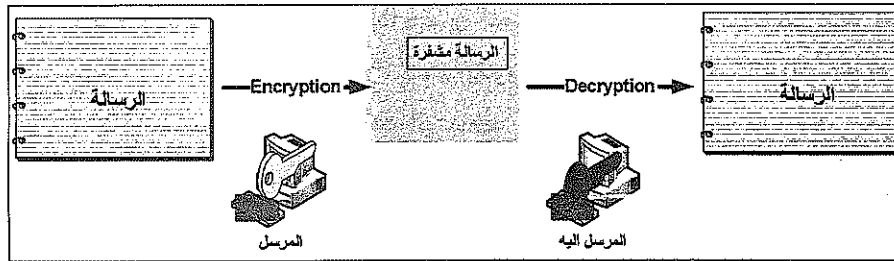 الرسالة
Encryption
الرسالة مشفرة
Decryption
الرسالة
المرسل
المرسل اليه